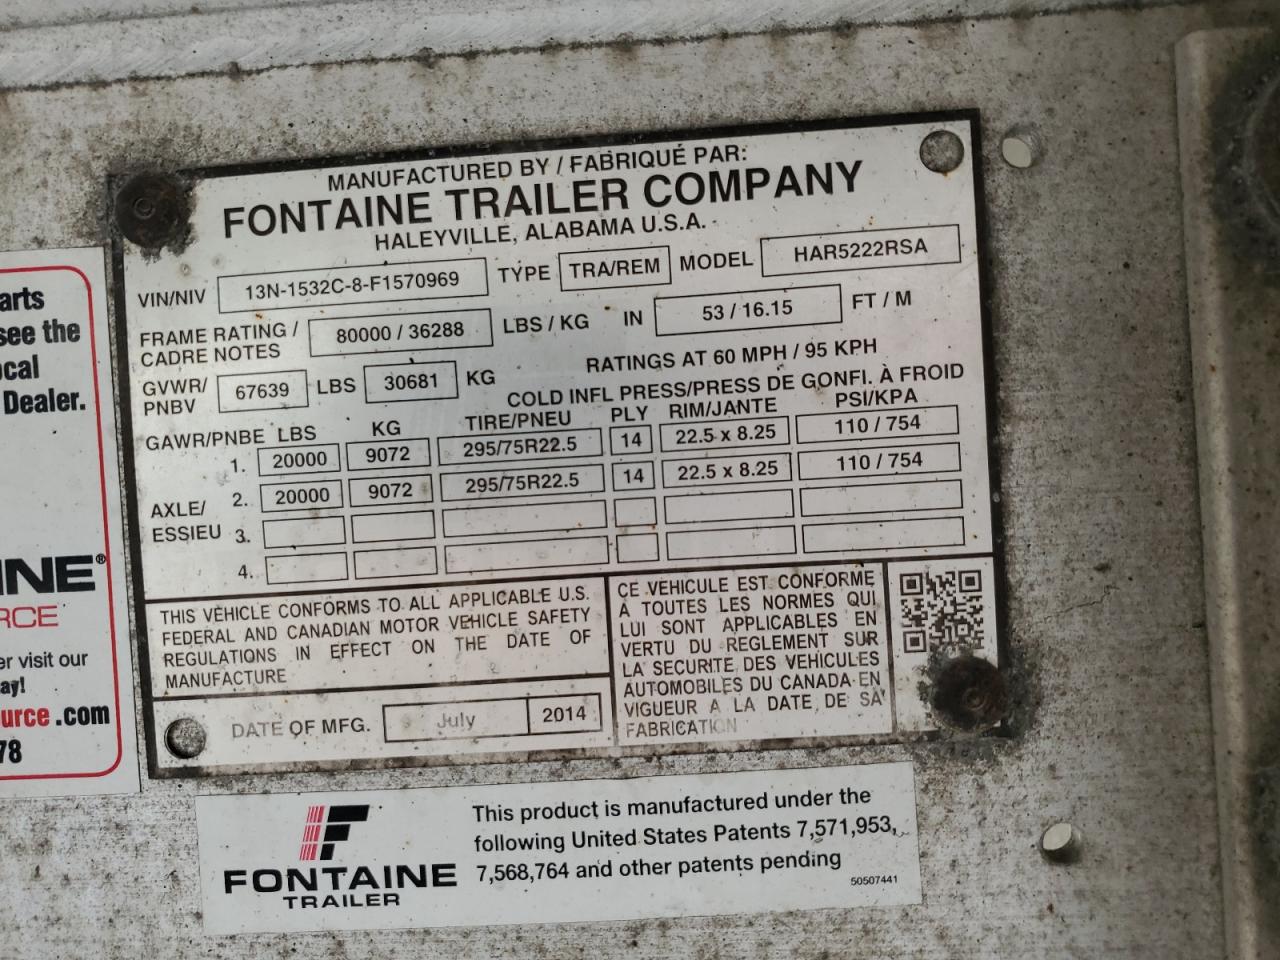 MANUFACTURED BY / FABRIQUÉ PAR:
FONTAINE TRAILER COMPANY
HALEYVILLE, ALABAMA U.S.A.
VIN/NIV 13N-1532C-8-F1570969 TYPE TRA/REM MODEL HAR5222RSA
FRAME RATING / CADRE NOTES 80000 / 36288 LBS / KG IN 53 / 16.15 FT / M
GVWR/ PNBV 67639 LBS 30681 KG RATINGS AT 60 MPH / 95 KPH
COLD INFL PRESS/PRESS DE GONFI. À FROID
GAWR/PNBE LBS KG TIRE/PNEU PLY RIM/JANTE PSI/KPA
1. 20000 9072 295/75R22.5 14 22.5 x 8.25 110 / 754
AXLE/ ESSIEU
2. 20000 9072 295/75R22.5 14 22.5 x 8.25 110 / 754
3.
4.
THIS VEHICLE CONFORMS TO ALL APPLICABLE U.S.
FEDERAL AND CANADIAN MOTOR VEHICLE SAFETY
REGULATIONS IN EFFECT ON THE DATE OF
MANUFACTURE
DATE OF MFG. July 2014
CE VEHICULE EST CONFORME
A TOUTES LES NORMES QUI
LUI SONT APPLICABLES EN
VERTU DU REGLEMENT SUR
LA SECURITE DES VEHICULES
AUTOMOBILES DU CANADA EN
VIGUEUR A LA DATE DE SA
FABRICATION
FONTAINE
TRAILER
This product is manufactured under the
following United States Patents 7,571,953,
7,568,764 and other patents pending
50507441
arts
see the
ocal
Dealer.
INE®
RCE
er visit our
ay!
urce.com
78